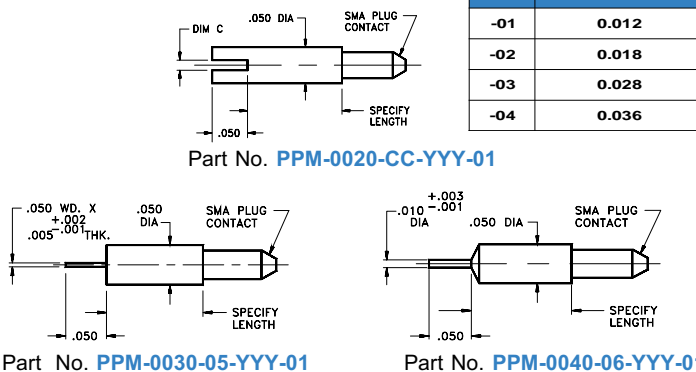 DIM C
.050 DIA
SMA PLUG
CONTACT
SPECIFY
LENGTH
.050
-01 0.012
-02 0.018
-03 0.028
-04 0.036
Part No. PPM-0020-CC-YYY-01
.050 WD. X
+.002
.005 -.001 THK.
.050
DIA
SMA PLUG
CONTACT
SPECIFY
LENGTH
.050
Part No. PPM-0030-05-YYY-01
+.003
.010 -.001
DIA
.050 DIA
SMA PLUG
CONTACT
SPECIFY
LENGTH
.050
Part No. PPM-0040-06-YYY-01